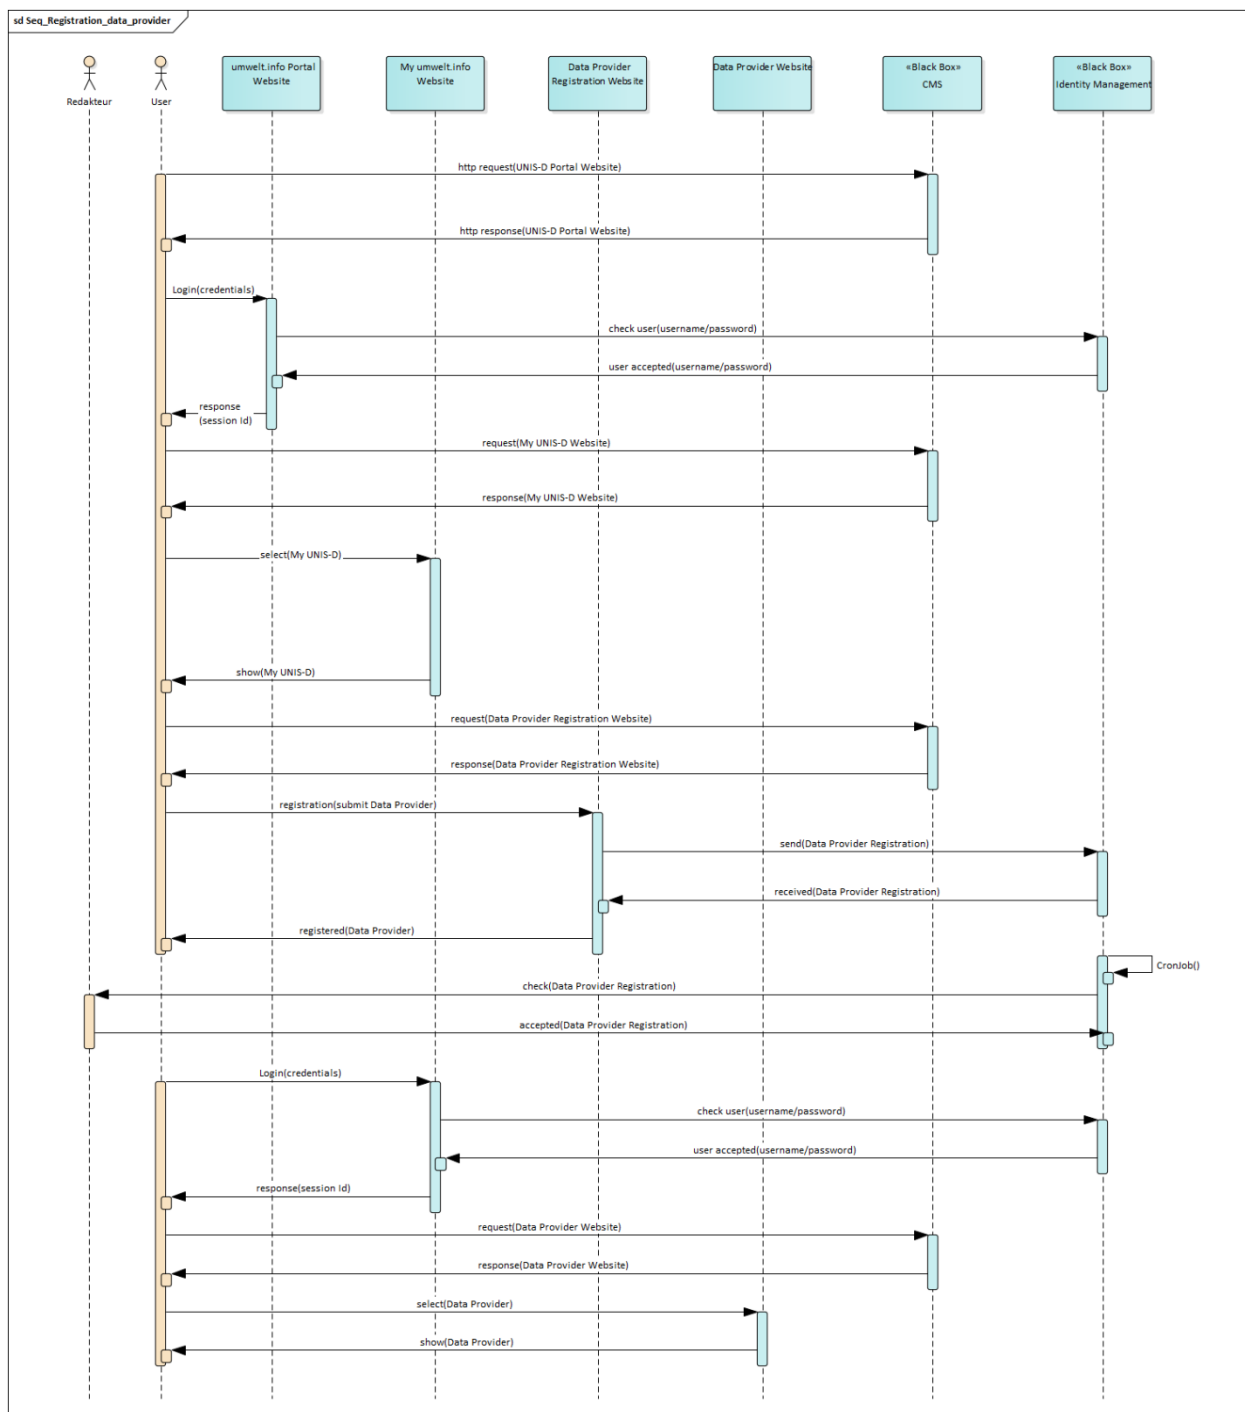 sd Seq_Registration_data_provider
Redakteur
User
umwelt.info Portal
Website
My umwelt.info
Website
Data Provider
Registration Website
Data Provider Website
«Black Box»
CMS
«Black Box»
Identity Management
http request(UNIS-D Portal Website)
http response(UNIS-D Portal Website)
Login(credentials)
check user(username/password)
user accepted(username/password)
response
(session Id)
request(My UNIS-D Website)
response(My UNIS-D Website)
select(My UNIS-D)
show(My UNIS-D)
request(Data Provider Registration Website)
response(Data Provider Registration Website)
registration(submit Data Provider)
send(Data Provider Registration)
received(Data Provider Registration)
registered(Data Provider)
CronJob()
check(Data Provider Registration)
accepted(Data Provider Registration)
Login(credentials)
check user(username/password)
user accepted(username/password)
response(session Id)
request(Data Provider Website)
response(Data Provider Website)
select(Data Provider)
show(Data Provider)